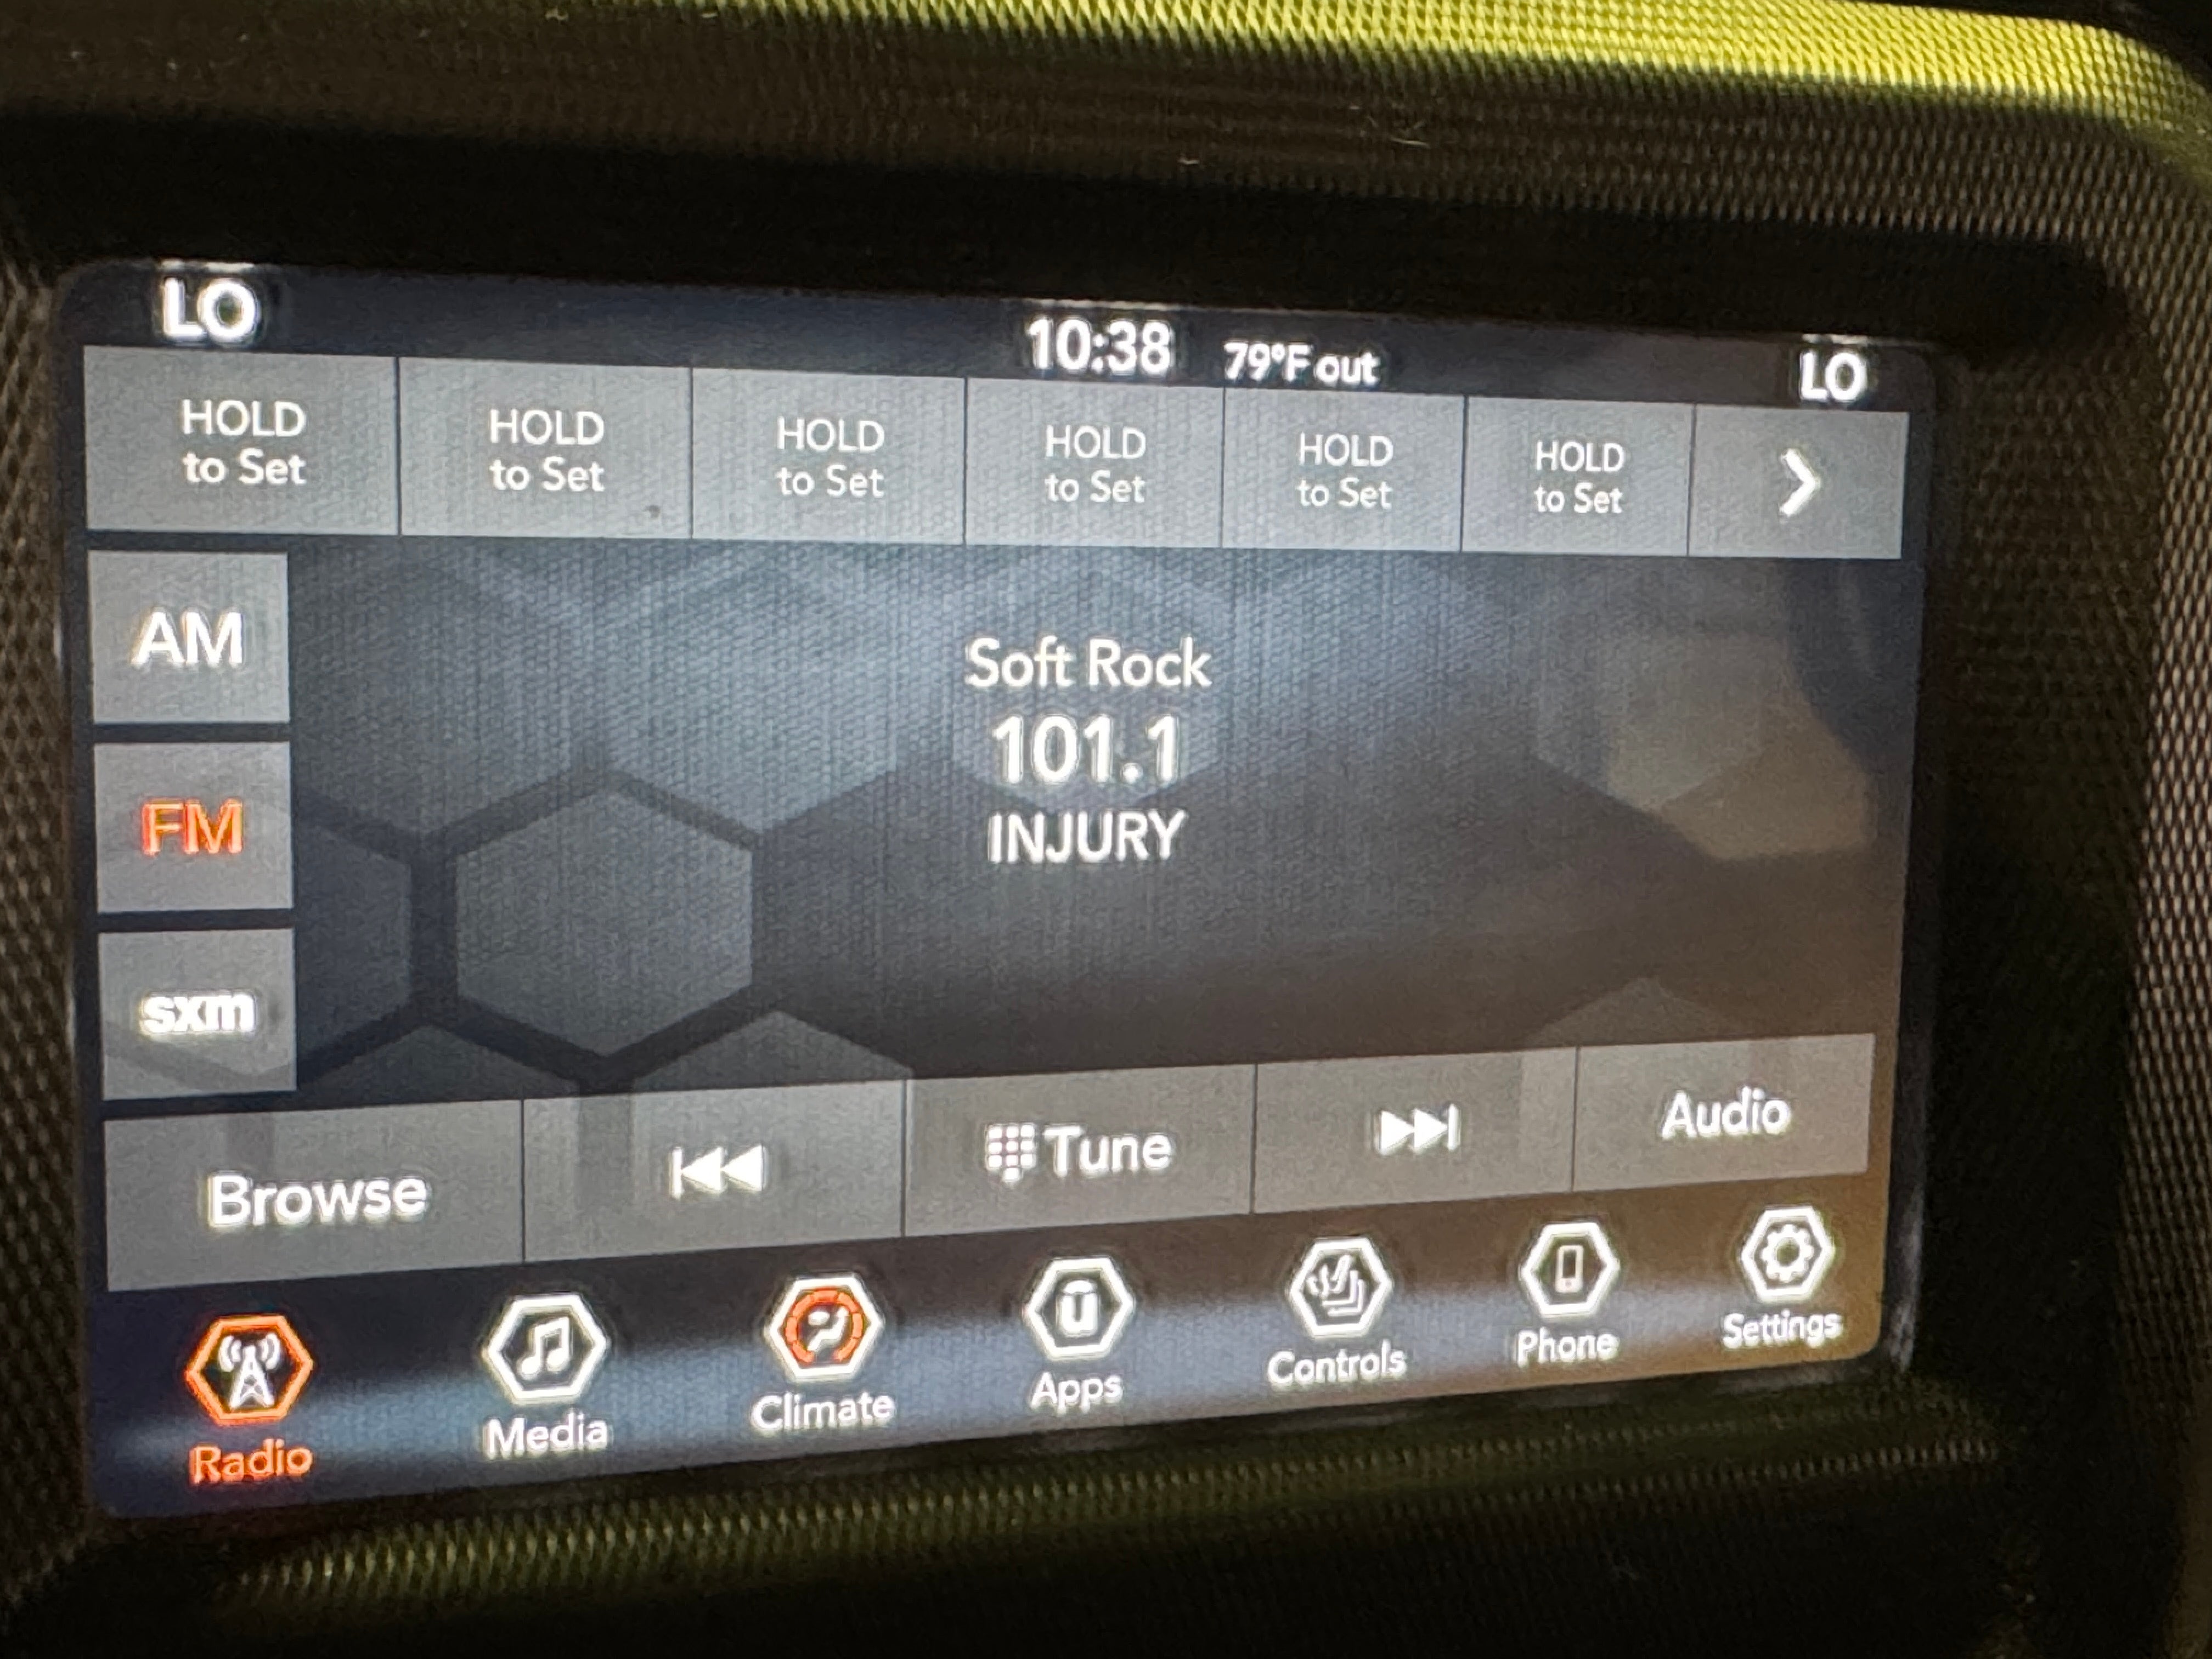 LO
10:38 79°F out
LO
HOLD
to Set
HOLD
to Set
HOLD
to Set
HOLD
to Set
HOLD
to Set
HOLD
to Set
AM
FM
sxm
Soft Rock
101.1
INJURY
Browse
Tune
Audio
Radio
Media
Climate
Apps
Controls
Phone
Settings